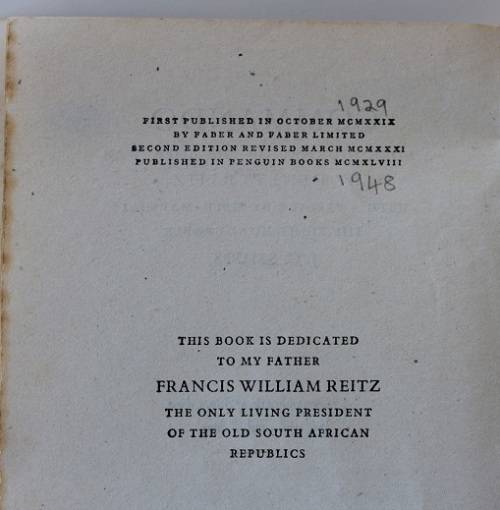 1929
FIRST PUBLISHED IN OCTOBER MCMXXIX
BY FABER AND FABER LIMITED
SECOND EDITION REVISED MARCH MCMXXXI
PUBLISHED IN PENGUIN BOOKS MCMXLVIII
1948
THIS BOOK IS DEDICATED
TO MY FATHER
FRANCIS WILLIAM REITZ
THE ONLY LIVING PRESIDENT
OF THE OLD SOUTH AFRICAN
REPUBLICS